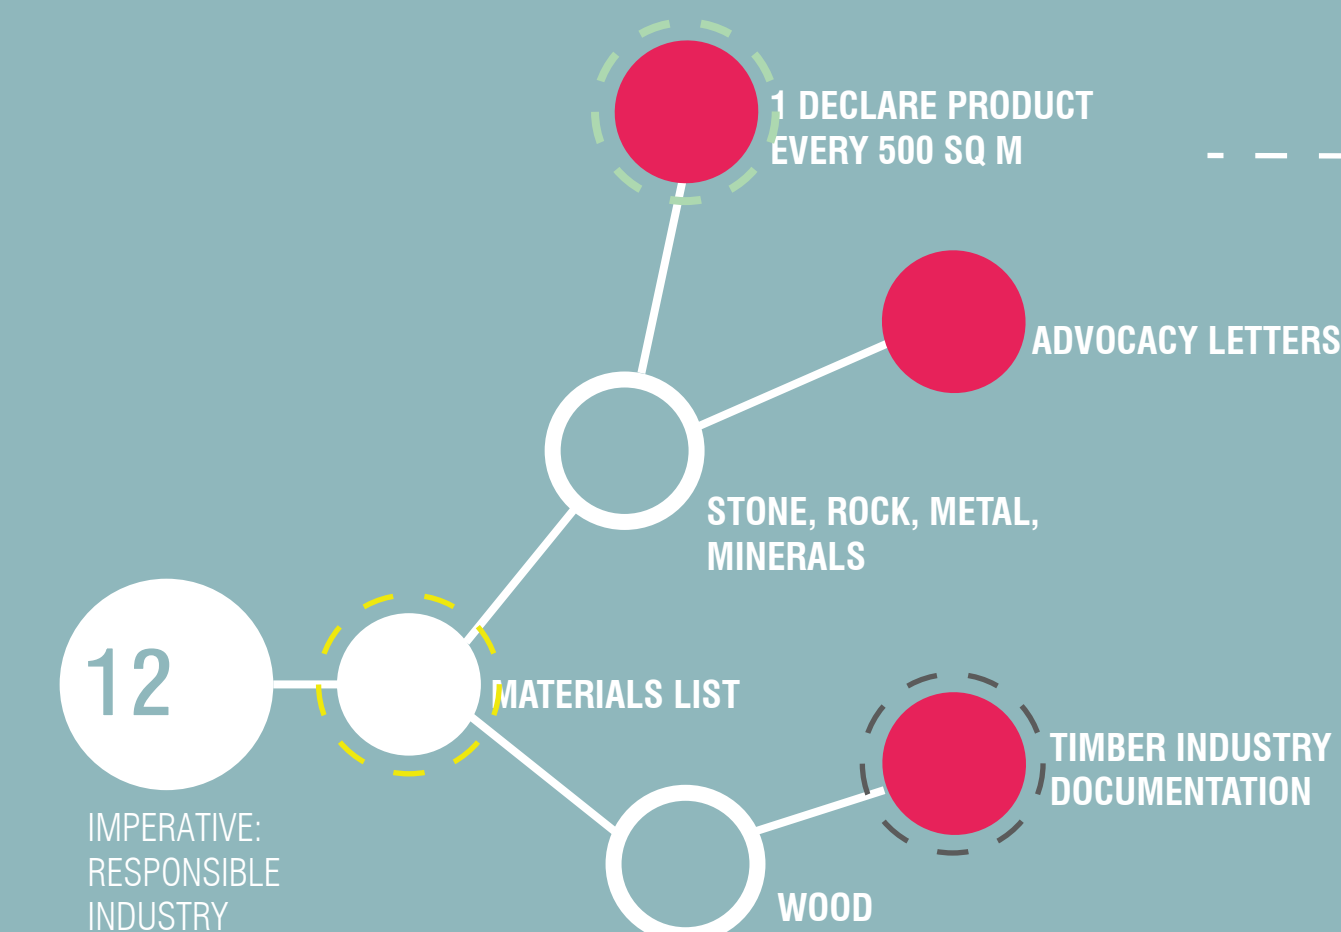 1 DECLARE PRODUCT
EVERY 500 SQ M
ADVOCACY LETTERS
STONE, ROCK, METAL,
MINERALS
12
MATERIALS LIST
TIMBER INDUSTRY
DOCUMENTATION
IMPERATIVE:
RESPONSIBLE
INDUSTRY
WOOD